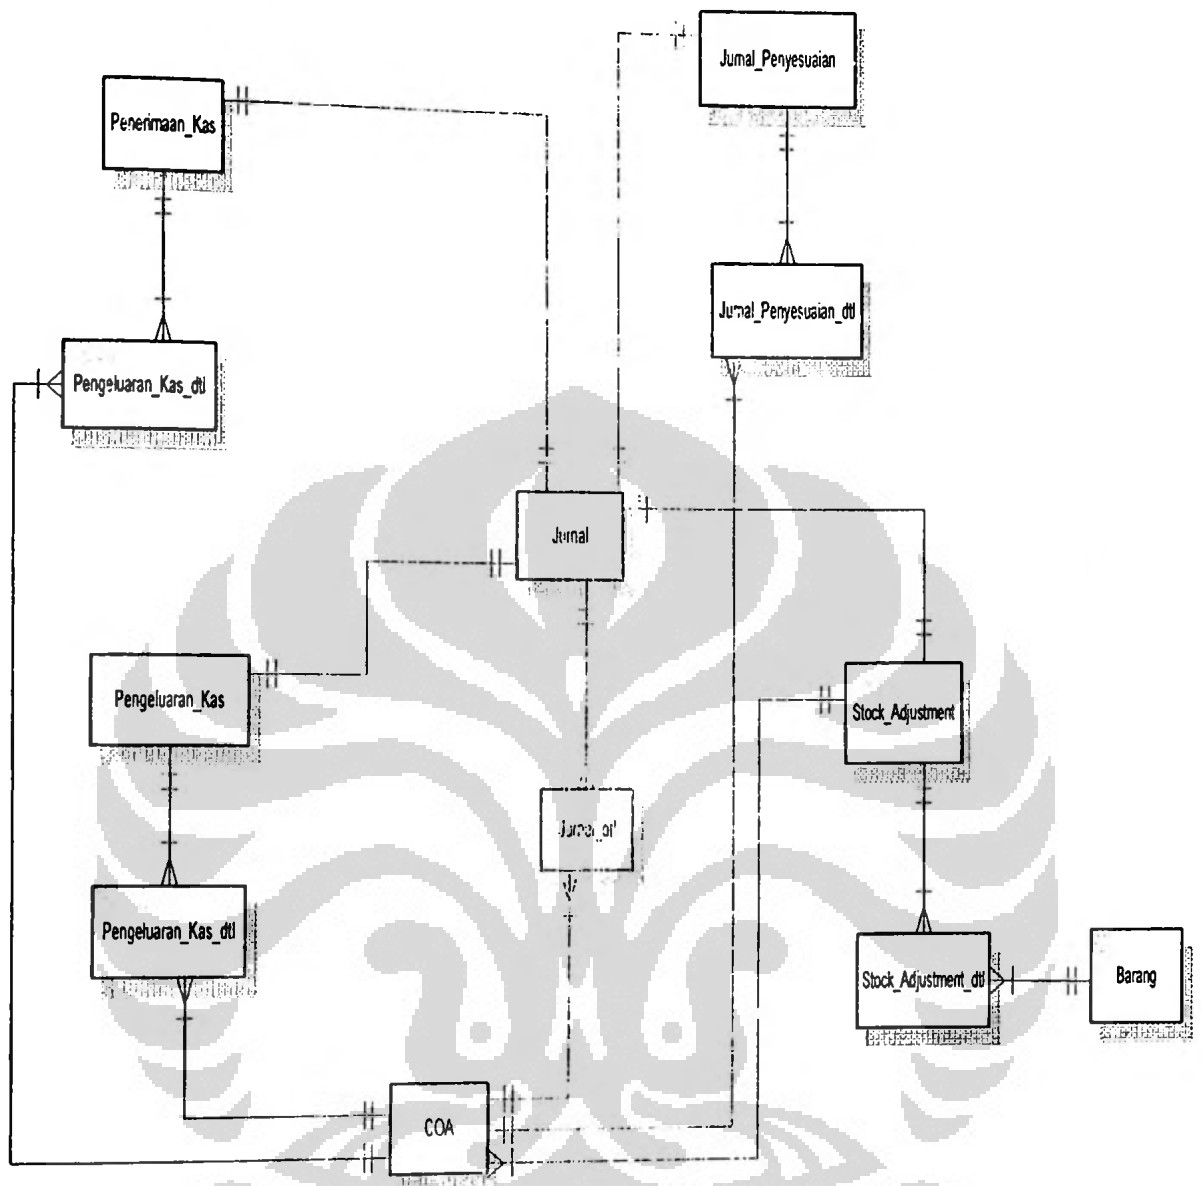 Jurnal_Penyesuaian
Penerimaan_Kas
Jurnal_Penyesuaian_dtl
Pengeluaran_Kas_dtl
Jurnal
Pengeluaran_Kas
Stock_Adjustment
Pengeluaran_Kas_dtl
Stock_Adjustment_dtl
Barang
COA